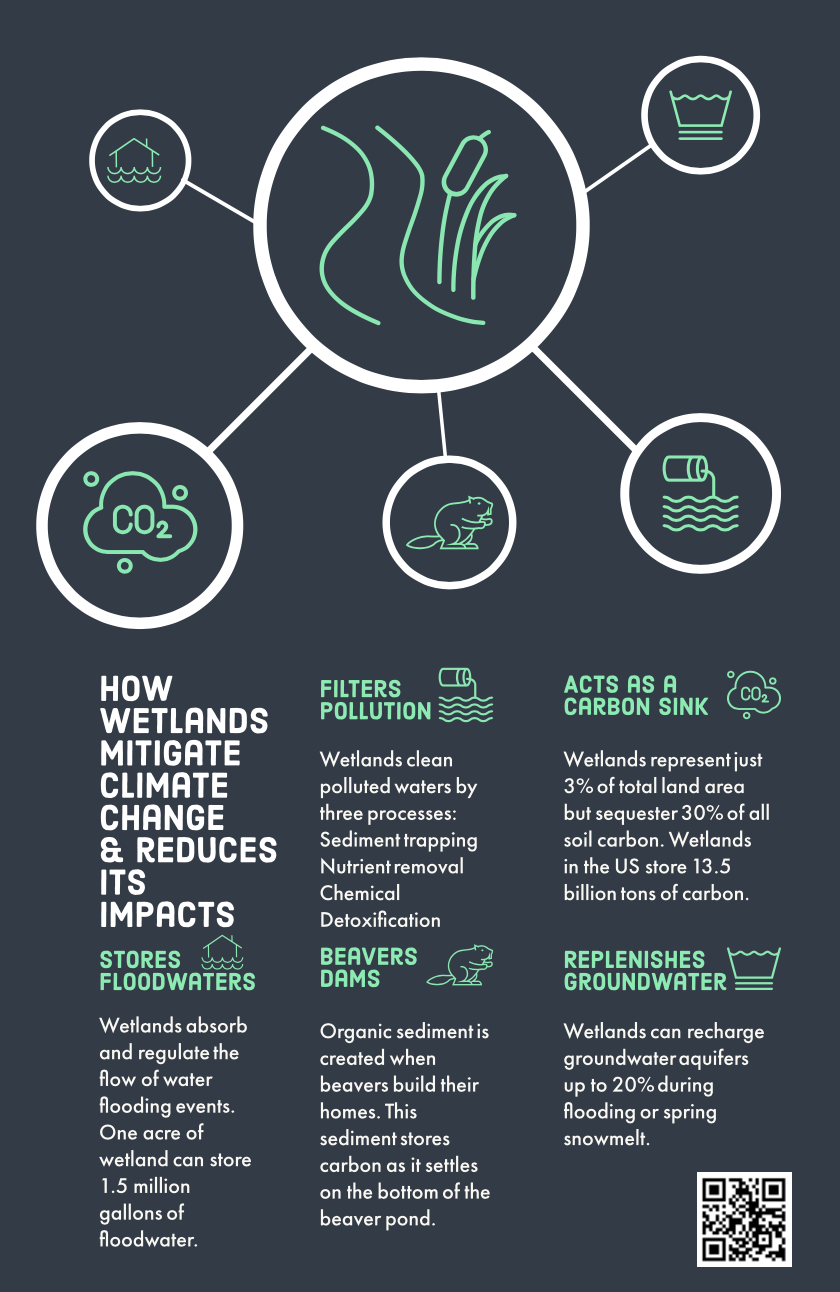 CO₂
HOW
WETLANDS
MITIGATE
CLIMATE
CHANGE
& REDUCES
ITS
IMPACTS
FILTERS
POLLUTION
Wetlands clean
polluted waters by
three processes:
Sediment trapping
Nutrient removal
Chemical
Detoxification
ACTS AS A
CARBON SINK
CO₂
Wetlands represent just
3% of total land area
but sequester 30% of all
soil carbon. Wetlands
in the US store 13.5
billion tons of carbon.
STORES
FLOODWATERS
Wetlands absorb
and regulate the
flow of water
flooding events.
One acre of
wetland can store
1.5 million
gallons of
floodwater.
BEAVERS
DAMS
Organic sediment is
created when
beavers build their
homes. This
sediment stores
carbon as it settles
on the bottom of the
beaver pond.
REPLENISHES
GROUNDWATER
Wetlands can recharge
groundwater aquifers
up to 20% during
flooding or spring
snowmelt.